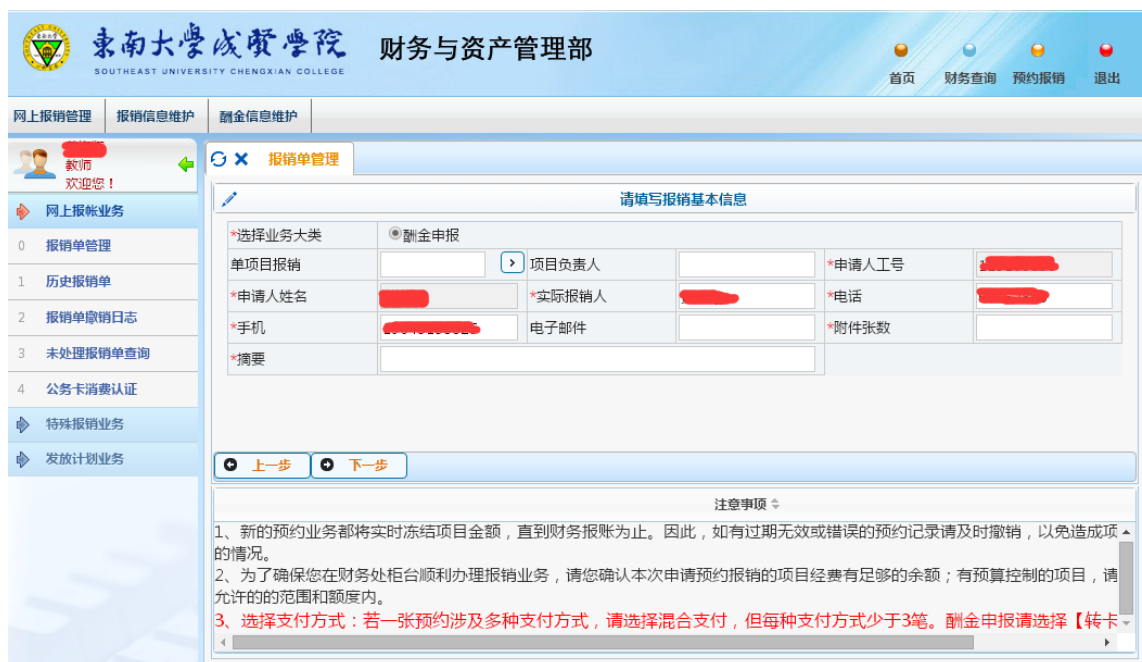 東南大學成賢學院 财务与资产管理部
SOUTHEAST UNIVERSITY CHENGXIAN COLLEGE
首页 财务查询 预约报销 退出
网上报销管理 报销信息维护 酬金信息维护
教师
欢迎您！
报销单管理
网上报帐业务
0 报销单管理
1 历史报销单
2 报销单撤销日志
3 未处理报销单查询
4 公务卡消费认证
特殊报销业务
发放计划业务
请填写报销基本信息
*选择业务大类 酬金申报
单项目报销 项目负责人 *申请人工号
*申请人姓名 *实际报销人 *电话
*手机 电子邮件 *附件张数
*摘要
上一步 下一步
注意事项
1、新的预约业务都将实时冻结项目金额，直到财务报账为止。因此，如有过期无效或错误的预约记录请及时撤销，以免造成项
的情况。
2、为了确保您在财务处柜台顺利办理报销业务，请您确认本次申请预约报销的项目经费有足够的余额；有预算控制的项目，请
允许的的范围和额度内。
3、选择支付方式：若一张预约涉及多种支付方式，请选择混合支付，但每种支付方式少于3笔。酬金申报请选择【转卡